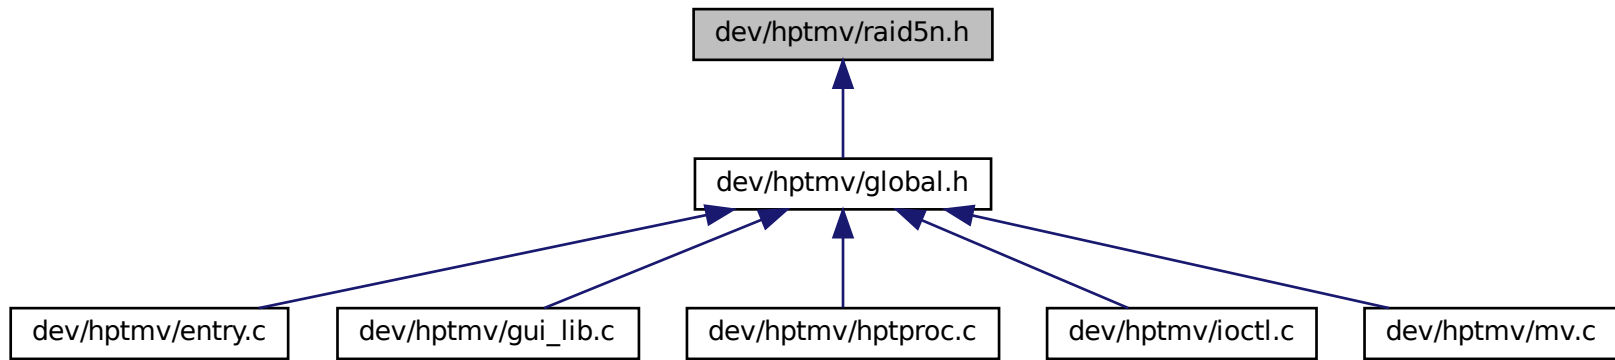 dev/hptmv/raid5n.h
dev/hptmv/global.h
dev/hptmv/entry.c
dev/hptmv/gui_lib.c
dev/hptmv/hptproc.c
dev/hptmv/ioctl.c
dev/hptmv/mv.c